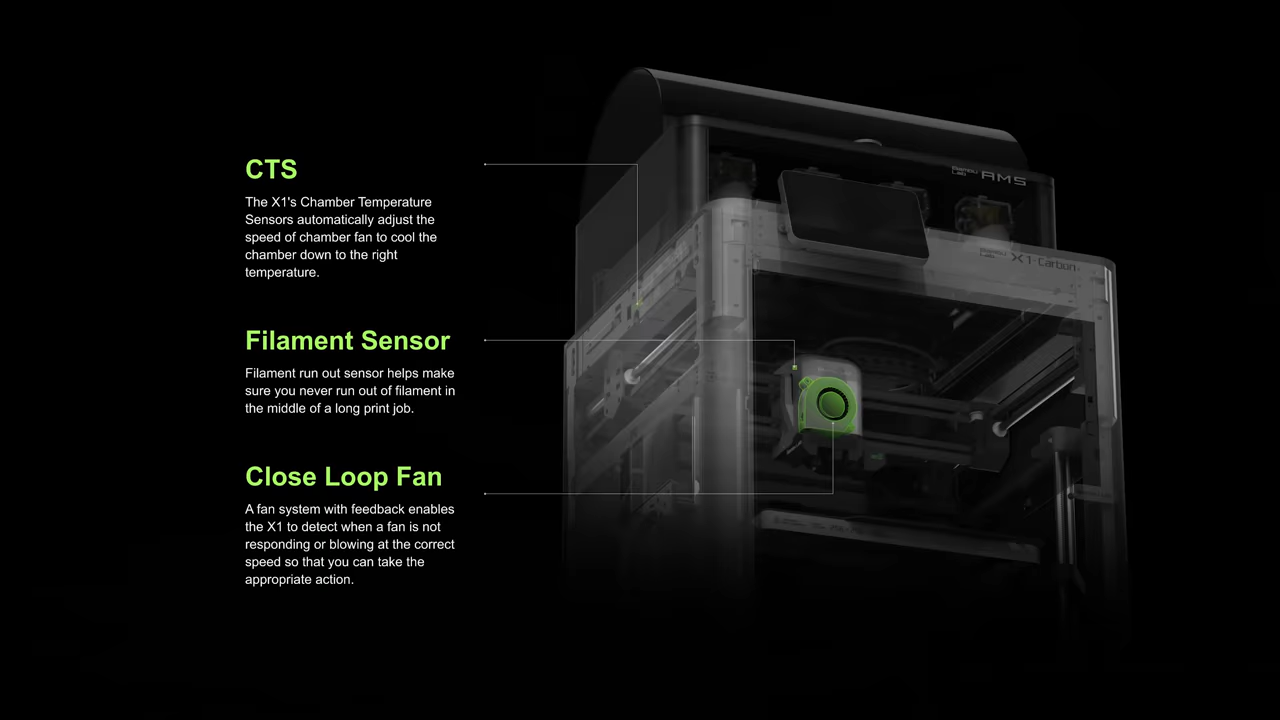 CTS
The X1's Chamber Temperature
Sensors automatically adjust the
speed of chamber fan to cool the
chamber down to the right
temperature.
Filament Sensor
Filament run out sensor helps make
sure you never run out of filament in
the middle of a long print job.
Close Loop Fan
A fan system with feedback enables
the X1 to detect when a fan is not
responding or blowing at the correct
speed so that you can take the
appropriate action.
Bambu
Lab AMS
Bambu
Lab X1-Carbon